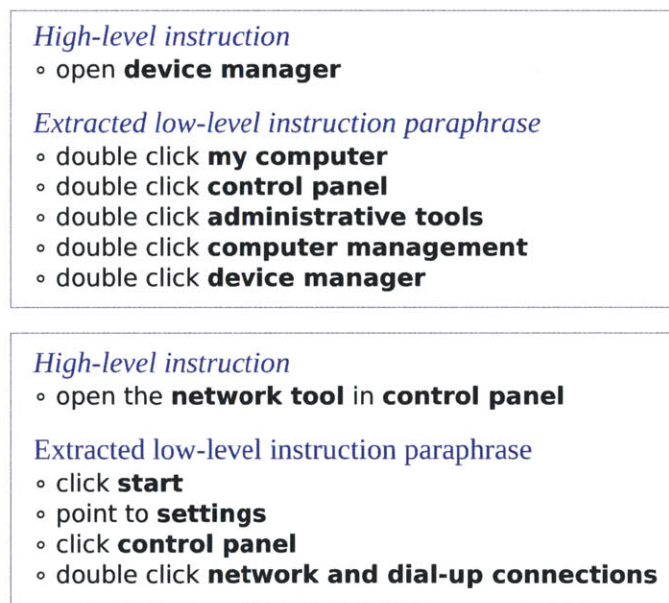 High-level instruction
∘ open device manager
Extracted low-level instruction paraphrase
∘ double click my computer
∘ double click control panel
∘ double click administrative tools
∘ double click computer management
∘ double click device manager
High-level instruction
∘ open the network tool in control panel
Extracted low-level instruction paraphrase
∘ click start
∘ point to settings
∘ click control panel
∘ double click network and dial-up connections